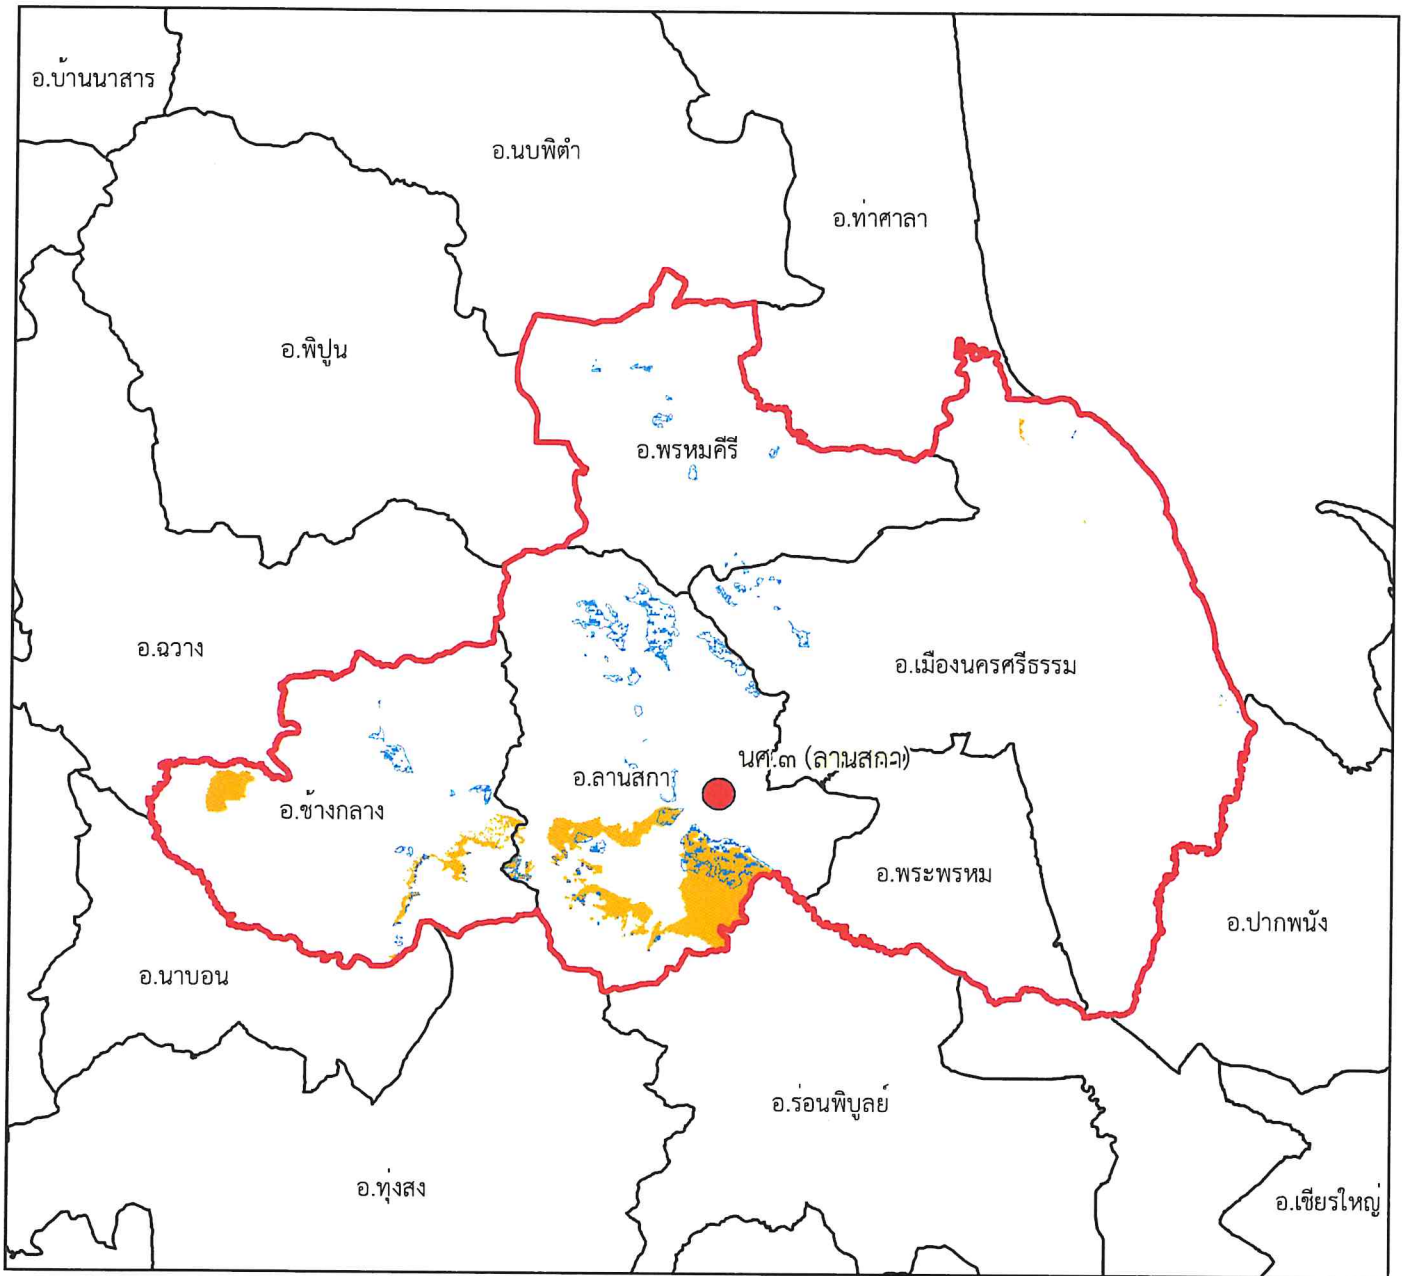 อ.บ้านนาสาร
อ.นบพิตำ
อ.ท่าศาลา
อ.พิปูน
อ.พรหมคีรี
อ.ฉวาง
อ.เมืองนครศรีธรรม
นศ.๓ (ลานสกา)
อ.ลานสกา
อ.ช้างกลาง
อ.พระพรหม
อ.ปากพนัง
อ.นาบอน
อ.ร่อนพิบูลย์
อ.ทุ่งสง
อ.เชียรใหญ่